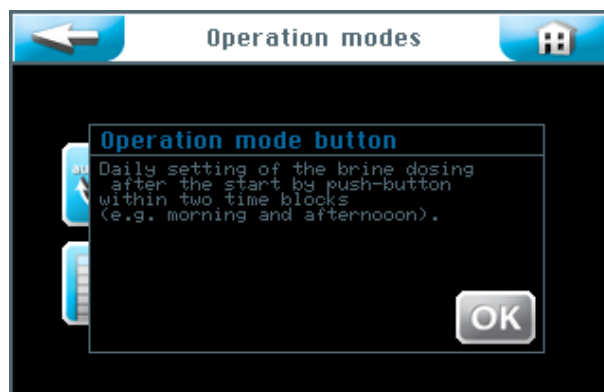 Operation modes
Operation mode button
au
Daily setting of the brine dosing
after the start by push-button
within two time blocks
(e.g. morning and afternooon).
OK